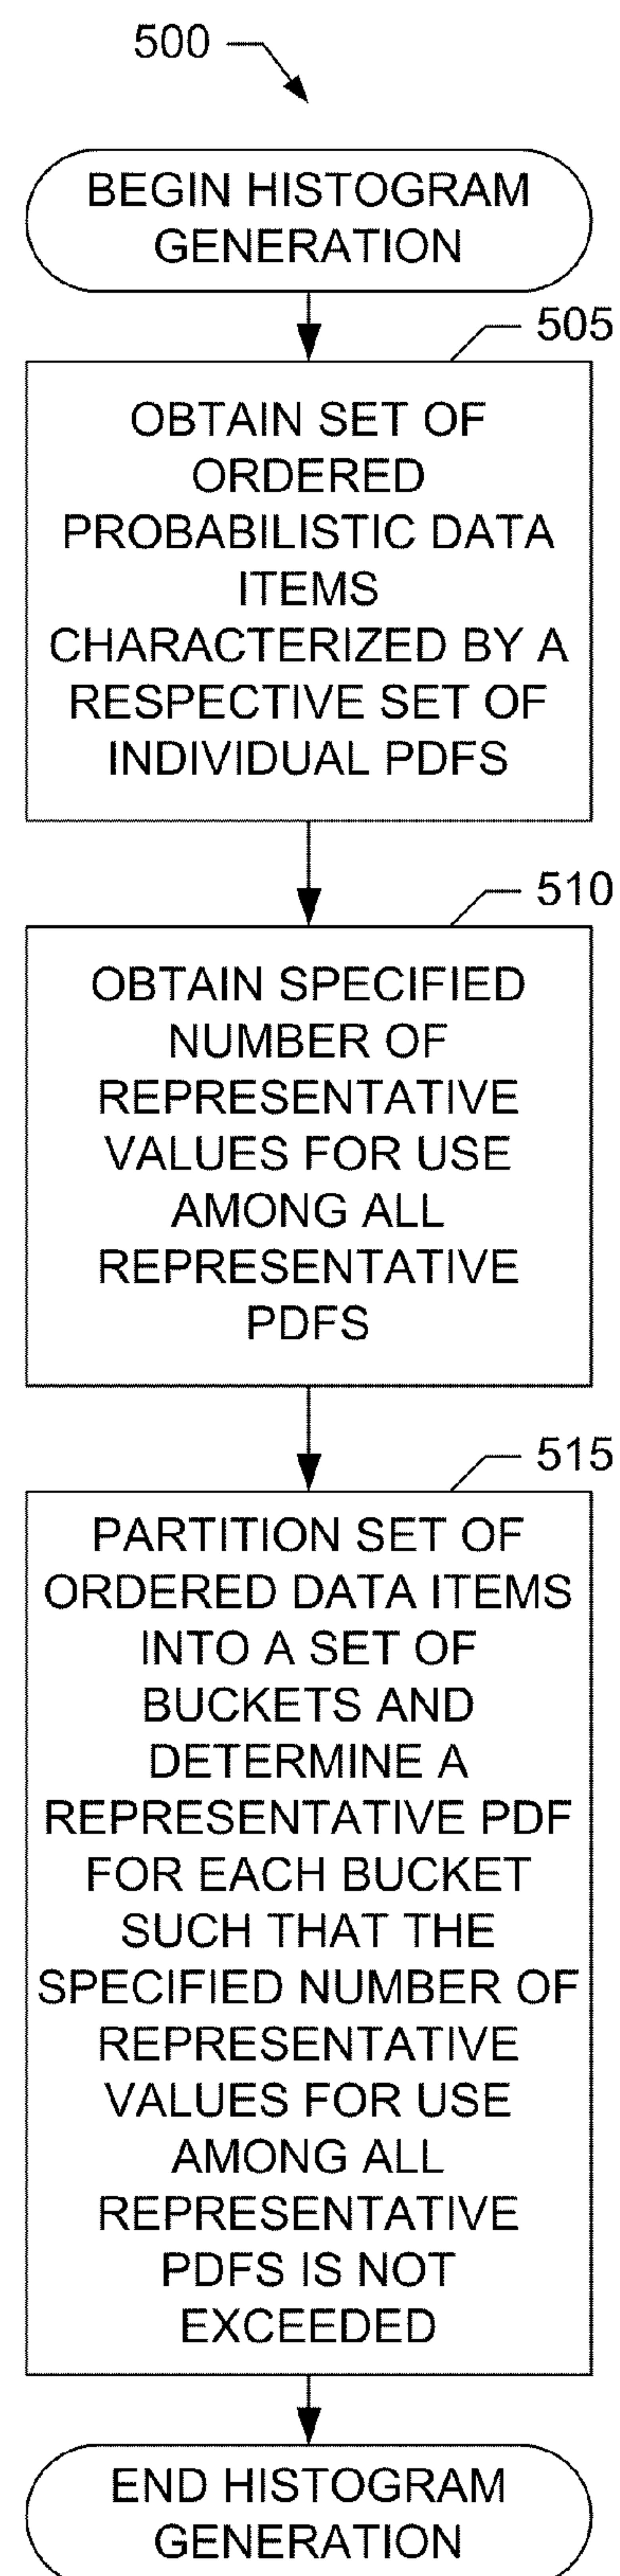 500
BEGIN HISTOGRAM
GENERATION
505
OBTAIN SET OF
ORDERED
PROBABILISTIC DATA
ITEMS
CHARACTERIZED BY A
RESPECTIVE SET OF
INDIVIDUAL PDFS
510
OBTAIN SPECIFIED
NUMBER OF
REPRESENTATIVE
VALUES FOR USE
AMONG ALL
REPRESENTATIVE
PDFS
515
PARTITION SET OF
ORDERED DATA ITEMS
INTO A SET OF
BUCKETS AND
DETERMINE A
REPRESENTATIVE PDF
FOR EACH BUCKET
SUCH THAT THE
SPECIFIED NUMBER OF
REPRESENTATIVE
VALUES FOR USE
AMONG ALL
REPRESENTATIVE
PDFS IS NOT
EXCEEDED
END HISTOGRAM
GENERATION